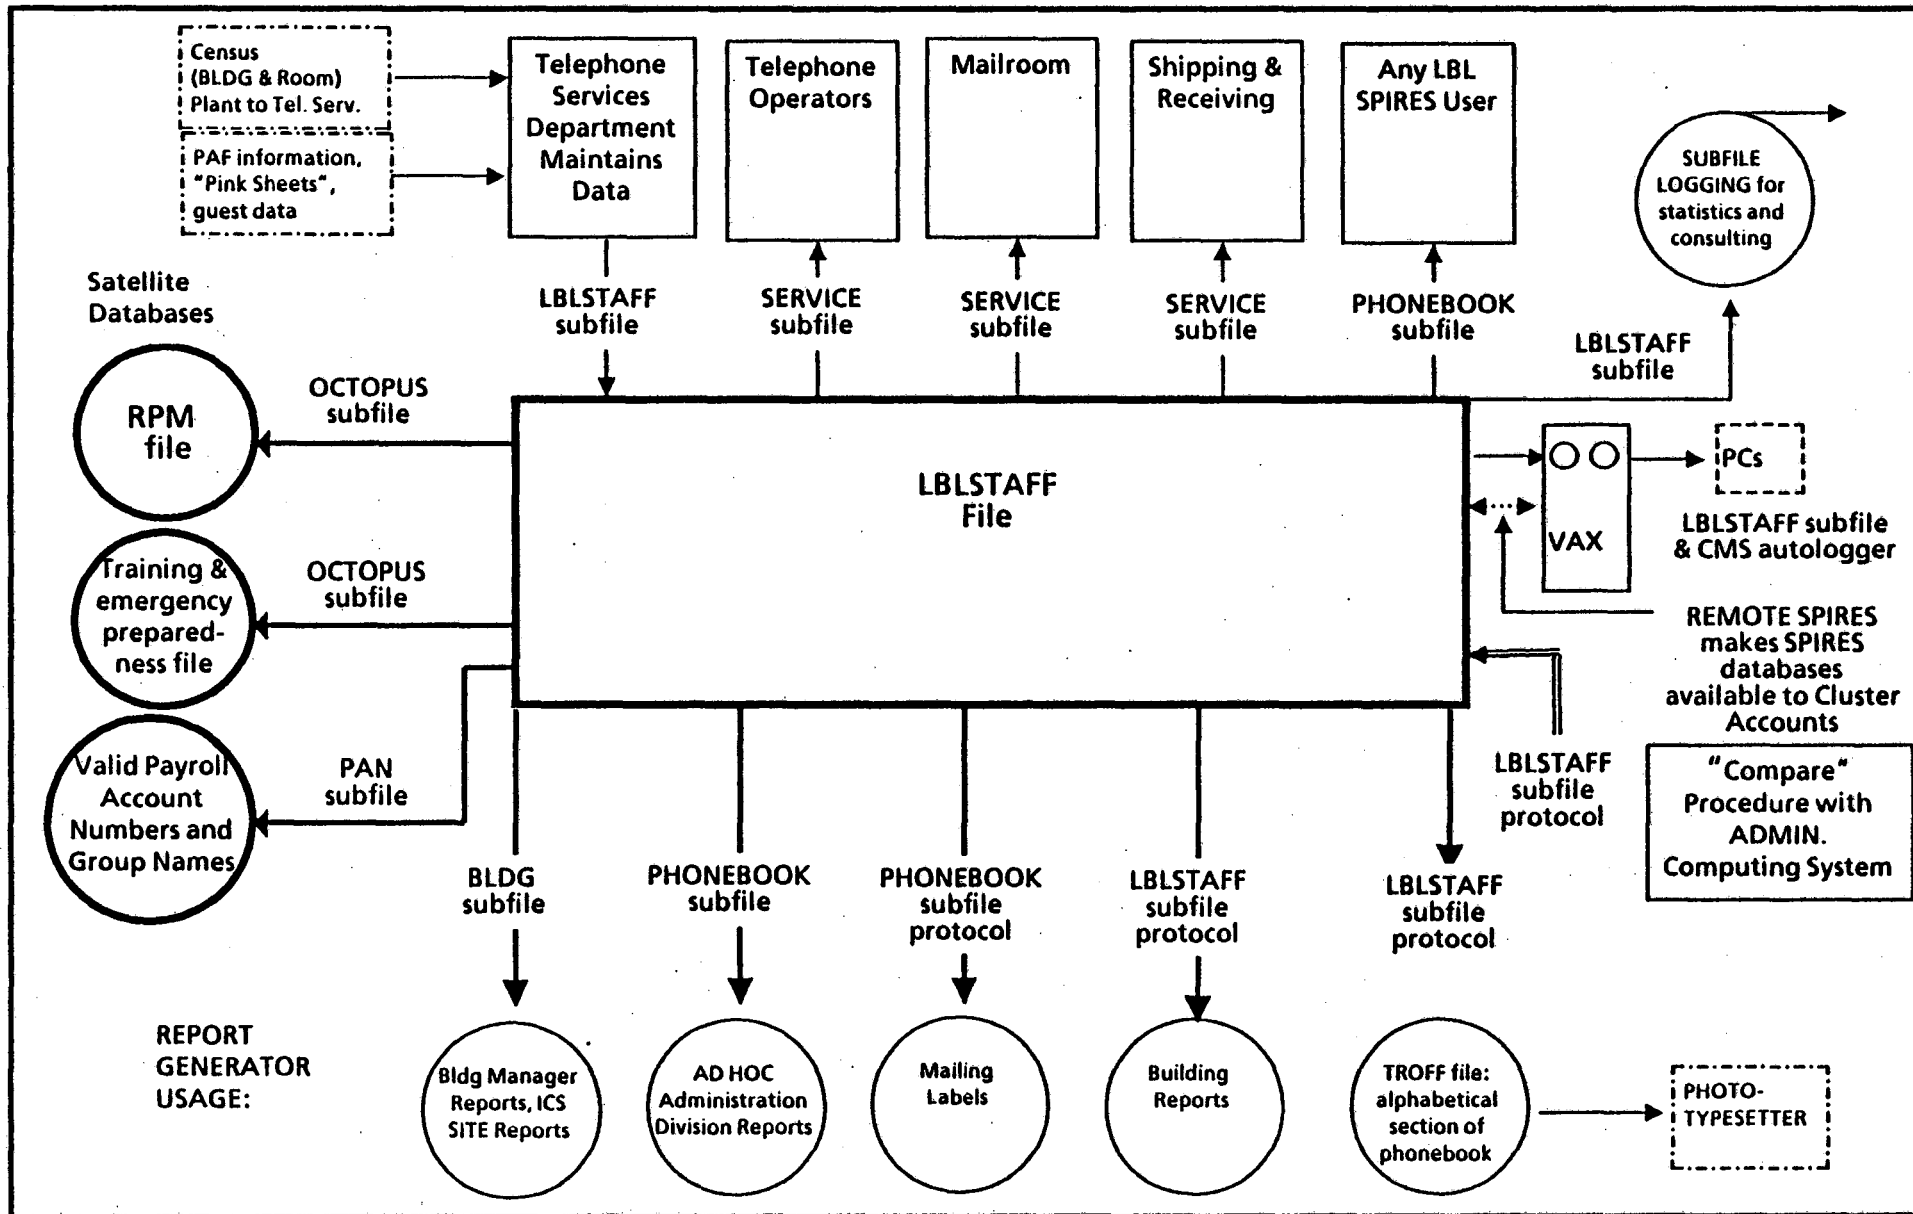 Census
(BLDG & Room)
Plant to Tel. Serv.
PAF information,
"Pink Sheets",
guest data
Telephone
Services
Department
Maintains
Data
Telephone
Operators
Mailroom
Shipping &
Receiving
Any LBL
SPIRES User
SUBFILE
LOGGING for
statistics and
consulting
Satellite
Databases
LBLSTAFF
subfile
SERVICE
subfile
SERVICE
subfile
SERVICE
subfile
PHONEBOOK
subfile
LBLSTAFF
subfile
RPM
file
OCTOPUS
subfile
LBLSTAFF
File
VAX
PCs
LBLSTAFF subfile
& CMS autologger
Training &
emergency
prepared-
ness file
OCTOPUS
subfile
REMOTE SPIRES
makes SPIRES
databases
available to Cluster
Accounts
Valid Payroll
Account
Numbers and
Group Names
PAN
subfile
LBLSTAFF
subfile
protocol
"Compare"
Procedure with
ADMIN.
Computing System
BLDG
subfile
PHONEBOOK
subfile
PHONEBOOK
subfile
protocol
LBLSTAFF
subfile
protocol
LBLSTAFF
subfile
protocol
REPORT
GENERATOR
USAGE:
Bldg Manager
Reports, ICS
SITE Reports
AD HOC
Administration
Division Reports
Mailing
Labels
Building
Reports
TROFF file:
alphabetical
section of
phonebook
PHOTO-
TYPESETTER